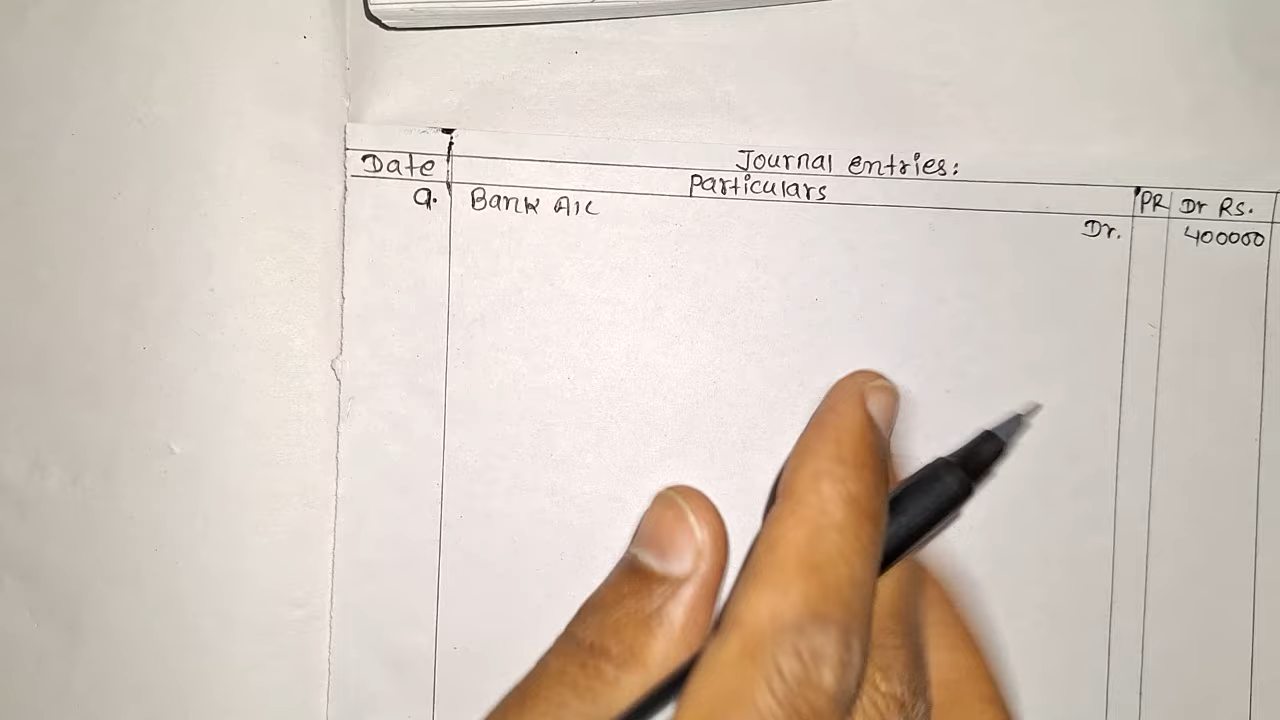 Journal entries:
Date Particulars PR Dr Rs.
a. Bank A/c Dr. 400000